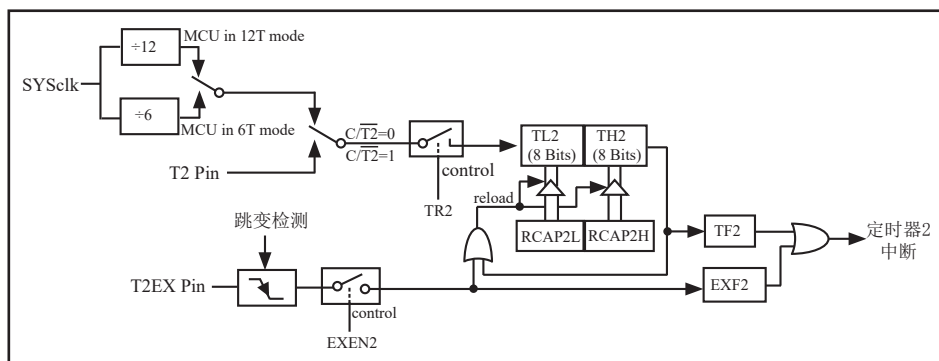 MCU in 12T mode
÷12
SYSclk
÷6
MCU in 6T mode
C/T2=0
C/T2=1
T2 Pin
control
TR2
TL2
(8 Bits)
TH2
(8 Bits)
reload
RCAP2L
RCAP2H
TF2
定时器2
中断
跳变检测
T2EX Pin
control
EXEN2
EXF2